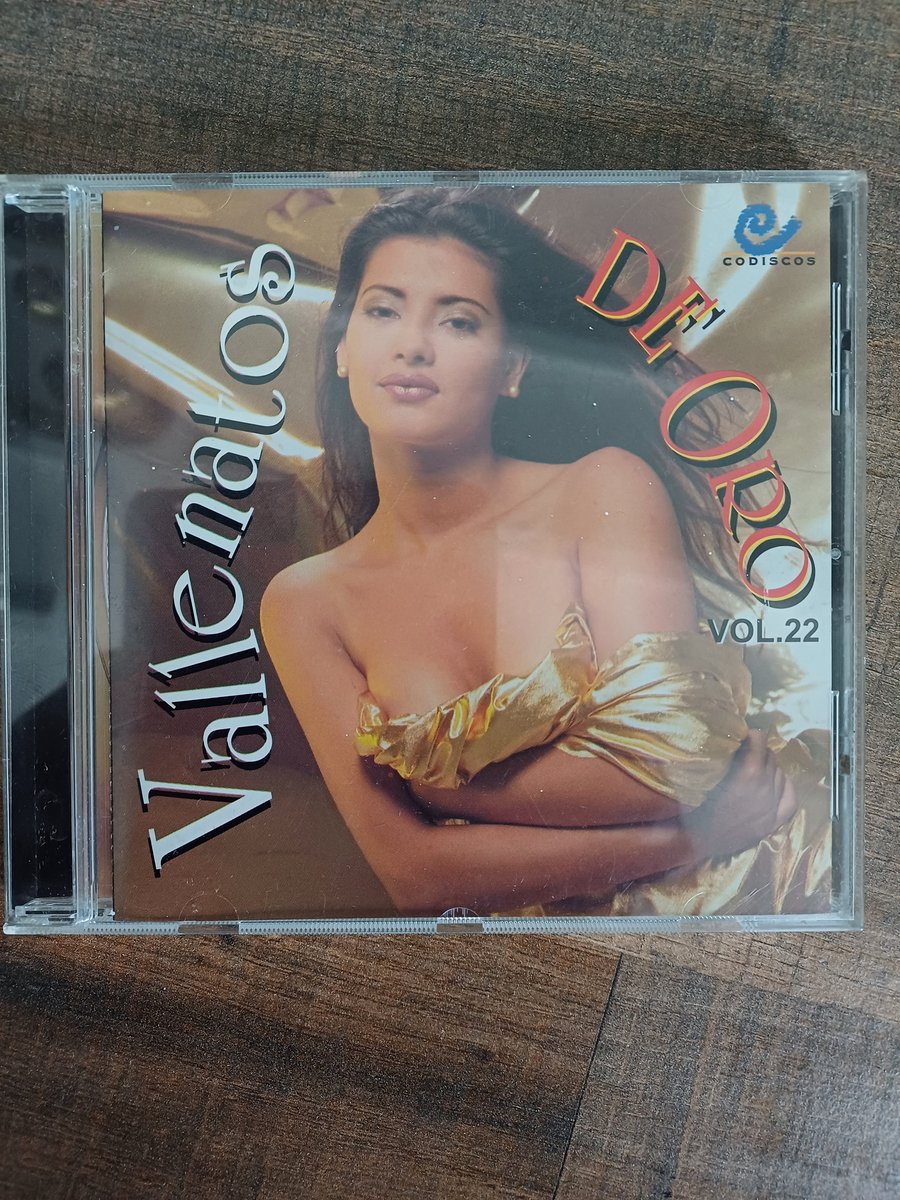 Vallenatos
DE ORO
VOL.22
CODISCOS